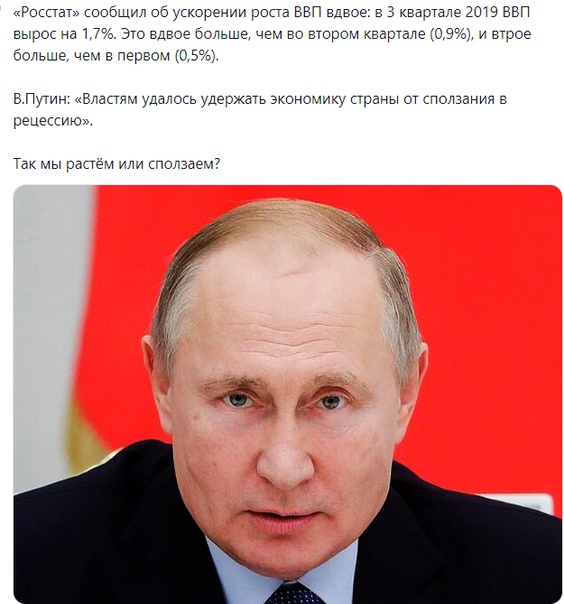 «Росстат» сообщил об ускорении роста ВВП вдвое: в 3 квартале 2019 ВВП
вырос на 1,7%. Это вдвое больше, чем во втором квартале (0,9%), и втрое
больше, чем в первом (0,5%).
В.Путин: «Властям удалось удержать экономику страны от сползания в
рецессию».
Так мы растём или сползаем?